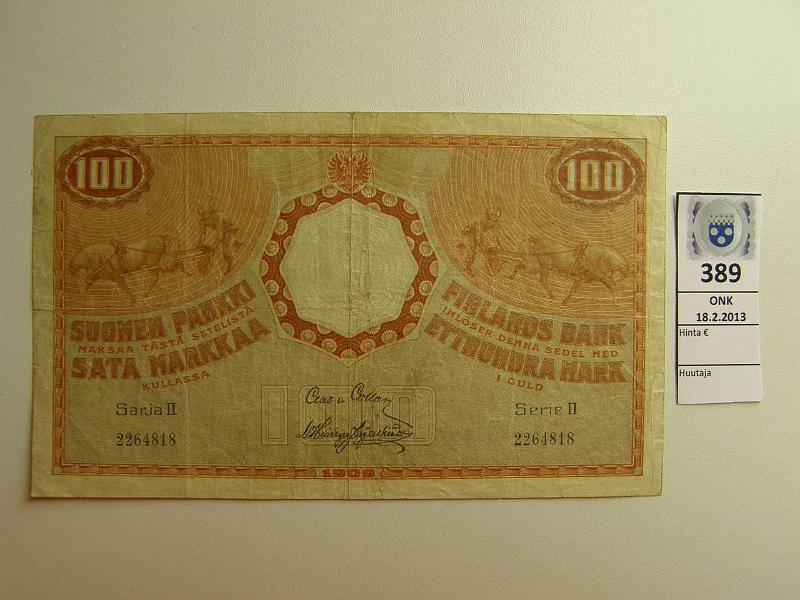 100
100
SUOMEN PANKKI
MAKSAA TÄSTÄ SETELISTÄ
SATA MARKKAA
KULLASSA
FINLANDS BANK
INLÖSER DENNA SEDEL MED
ETTHUNDRA MARK
I GULD
Sarja II
2264818
Serie II
2264818
100
1909
389
ONK
18.2.2013
Hinta €
Huutaja